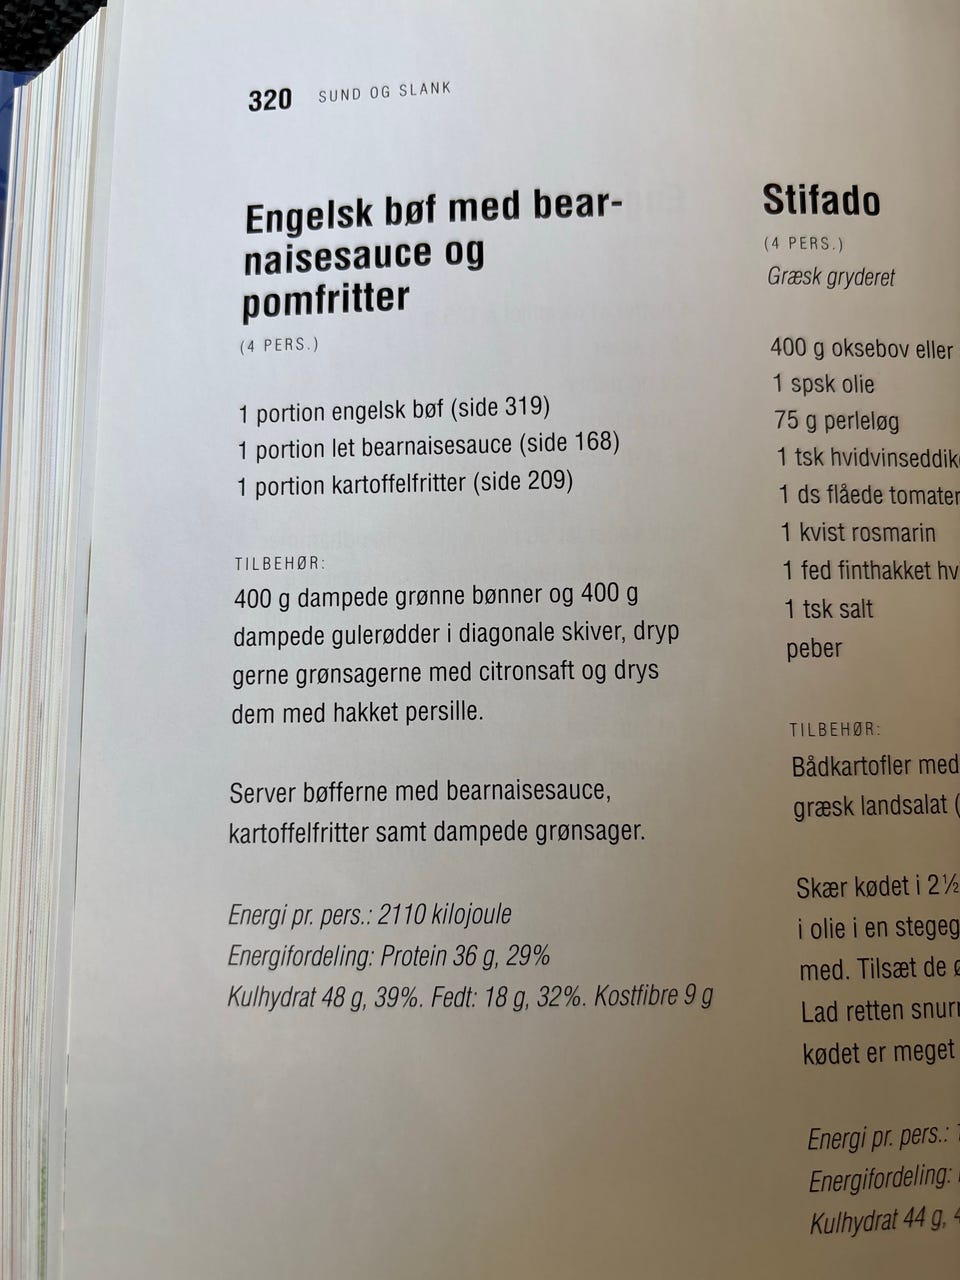 320 SUND OG SLANK
Engelsk bøf med bear-
naisesauce og
pomfritter
(4 PERS.)
1 portion engelsk bøf (side 319)
1 portion let bearnaisesauce (side 168)
1 portion kartoffelfritter (side 209)
TILBEHØR:
400 g dampede grønne bønner og 400 g
dampede gulerødder i diagonale skiver, dryp
gerne grønsagerne med citronsaft og drys
dem med hakket persille.
Server bøfferne med bearnaisesauce,
kartoffelfritter samt dampede grønsager.
Energi pr. pers.: 2110 kilojoule
Energifordeling: Protein 36 g, 29%
Kulhydrat 48 g, 39%. Fedt: 18 g, 32%. Kostfibre 9 g
Stifado
(4 PERS.)
Græsk gryderet
400 g oksebov eller
1 spsk olie
75 g perleløg
1 tsk hvidvinseddik
1 ds flåede tomater
1 kvist rosmarin
1 fed finthakket
1 tsk salt
peber
TILBEHØR:
Bådkartofler med
græsk landsalat (
Skær kødet i 2½
i olie i en
med. Tilsæt de
Lad retten
kødet er meget
Energi pr. pers.:
Energifordeling:
Kulhydrat 44 g,